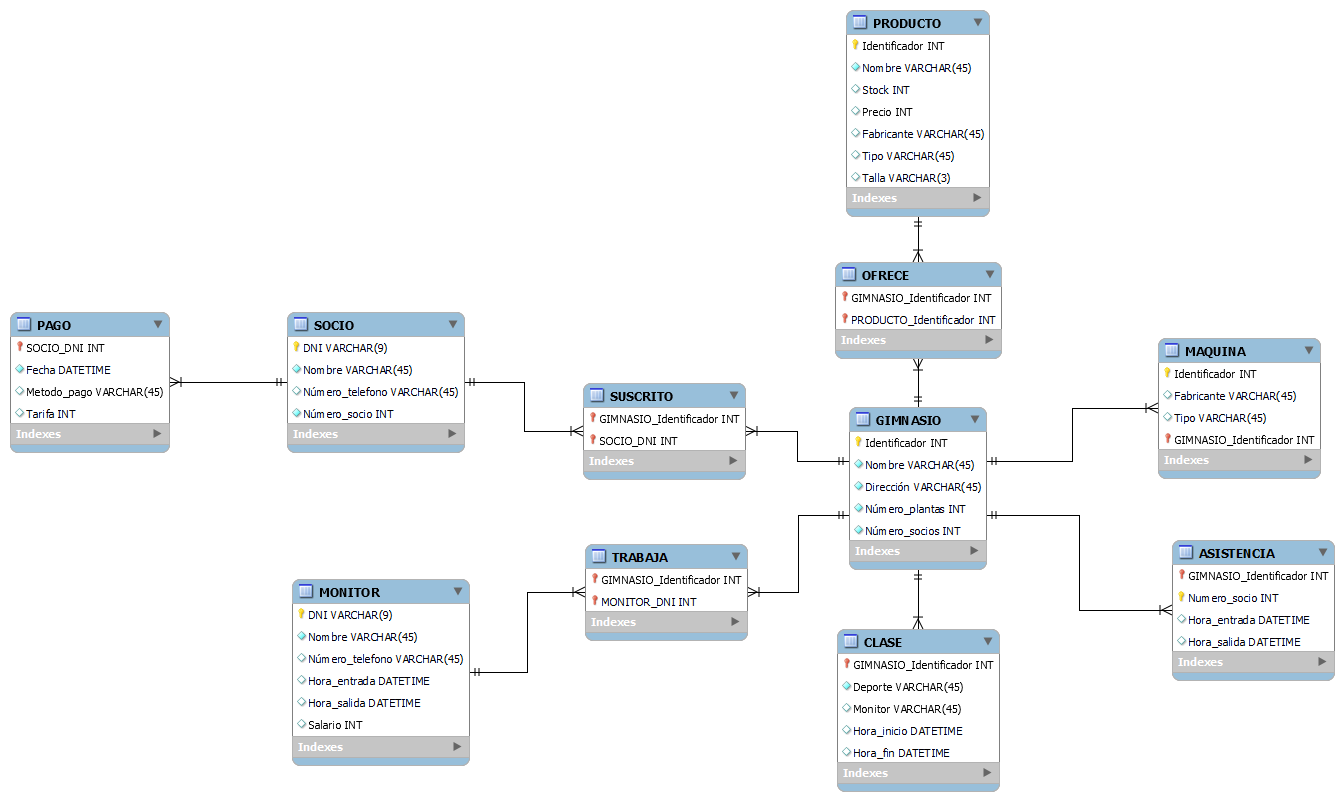 PRODUCTO
Identificador INT
Nombre VARCHAR(45)
Stock INT
Precio INT
Fabricante VARCHAR(45)
Tipo VARCHAR(45)
Talla VARCHAR(3)
Indexes
OFRECE
GIMNASIO_Identificador INT
PRODUCTO_Identificador INT
Indexes
PAGO
SOCIO_DNI INT
Fecha DATETIME
Metodo_pago VARCHAR(45)
Tarifa INT
Indexes
SOCIO
DNI VARCHAR(9)
Nombre VARCHAR(45)
Número_telefono VARCHAR(45)
Número_socio INT
Indexes
SUSCRITO
GIMNASIO_Identificador INT
SOCIO_DNI INT
Indexes
GIMNASIO
Identificador INT
Nombre VARCHAR(45)
Dirección VARCHAR(45)
Número_plantas INT
Número_socios INT
Indexes
MAQUINA
Identificador INT
Fabricante VARCHAR(45)
Tipo VARCHAR(45)
GIMNASIO_Identificador INT
Indexes
MONITOR
DNI VARCHAR(9)
Nombre VARCHAR(45)
Número_telefono VARCHAR(45)
Hora_entrada DATETIME
Hora_salida DATETIME
Salario INT
Indexes
TRABAJA
GIMNASIO_Identificador INT
MONITOR_DNI INT
Indexes
CLASE
GIMNASIO_Identificador INT
Deporte VARCHAR(45)
Monitor VARCHAR(45)
Hora_inicio DATETIME
Hora_fin DATETIME
Indexes
ASISTENCIA
GIMNASIO_Identificador INT
Numero_socio INT
Hora_entrada DATETIME
Hora_salida DATETIME
Indexes